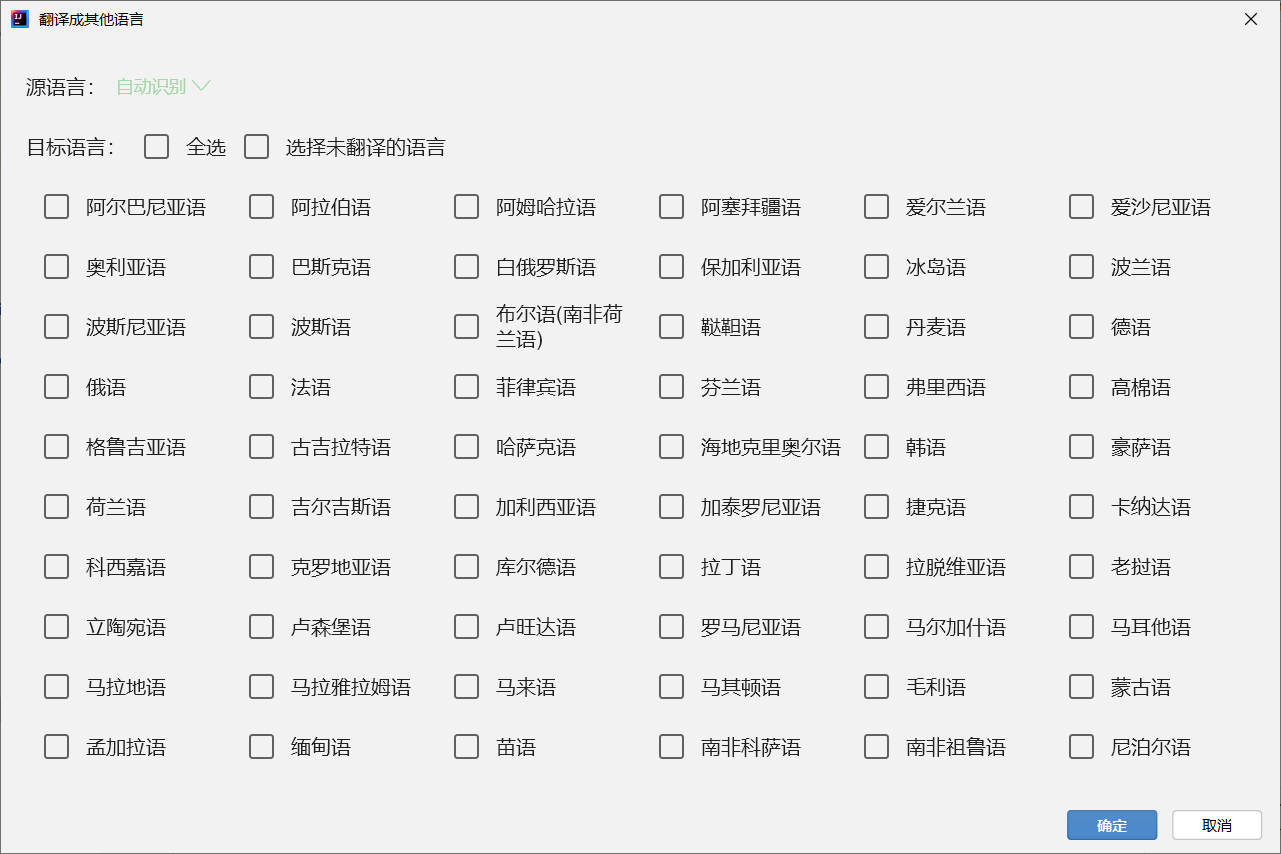 翻译成其他语言
源语言： 自动识别
目标语言： 全选 选择未翻译的语言
阿尔巴尼亚语 阿拉伯语 阿姆哈拉语 阿塞拜疆语 爱尔兰语 爱沙尼亚语
奥利亚语 巴斯克语 白俄罗斯语 保加利亚语 冰岛语 波兰语
波斯尼亚语 波斯语 布尔语(南非荷
兰语) 鞑靼语 丹麦语 德语
俄语 法语 菲律宾语 芬兰语 弗里西语 高棉语
格鲁吉亚语 古吉拉特语 哈萨克语 海地克里奥尔语 韩语 豪萨语
荷兰语 吉尔吉斯语 加利西亚语 加泰罗尼亚语 捷克语 卡纳达语
科西嘉语 克罗地亚语 库尔德语 拉丁语 拉脱维亚语 老挝语
立陶宛语 卢森堡语 卢旺达语 罗马尼亚语 马尔加什语 马耳他语
马拉地语 马拉雅拉姆语 马来语 马其顿语 毛利语 蒙古语
孟加拉语 缅甸语 苗语 南非科萨语 南非祖鲁语 尼泊尔语
确定 取消